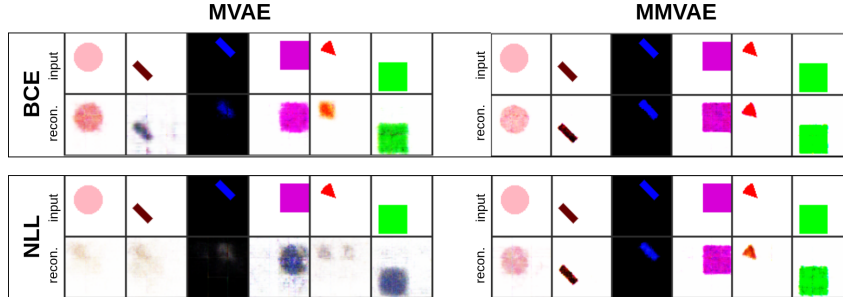 MVAE MMVAE
BCE
input
recon.
input
recon.
NLL
input
recon.
input
recon.